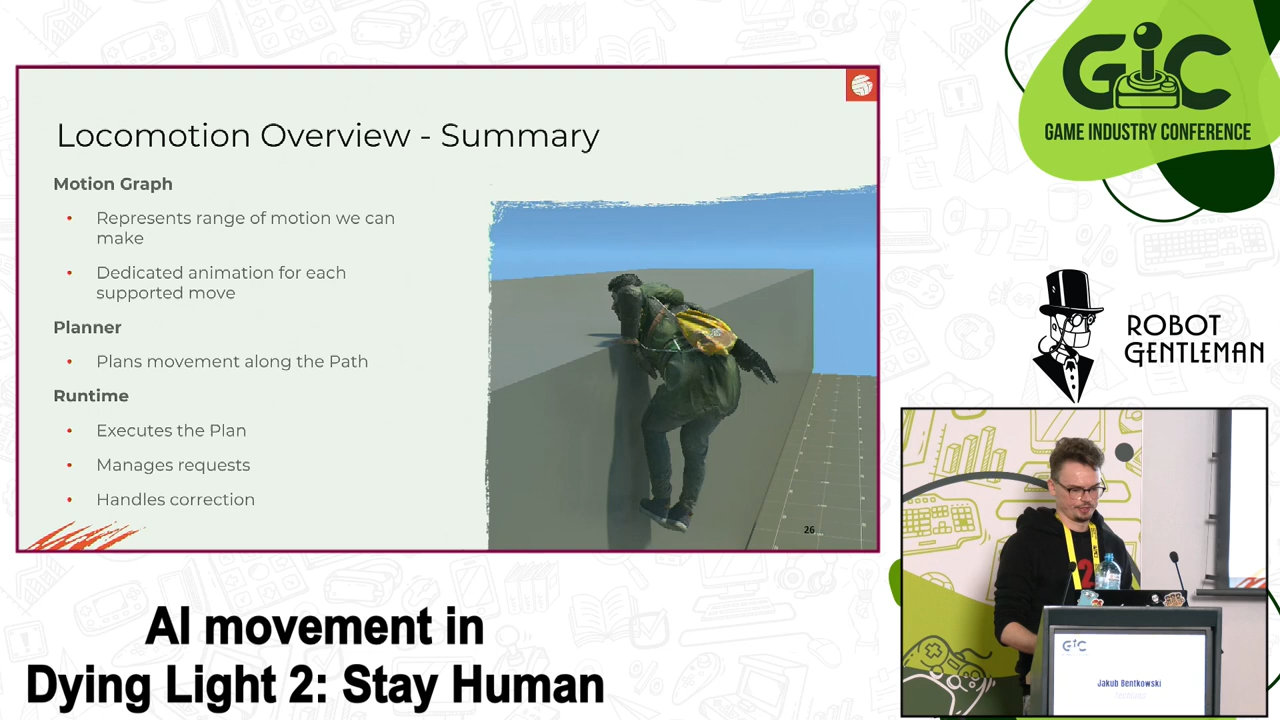 Locomotion Overview - Summary
Motion Graph
• Represents range of motion we can
make
• Dedicated animation for each
supported move
Planner
• Plans movement along the Path
Runtime
• Executes the Plan
• Manages requests
• Handles correction
26
GIC
GAME INDUSTRY CONFERENCE
ROBOT
GENTLEMAN
GIC
Jakub Bentkowski
AI movement in
Dying Light 2: Stay Human